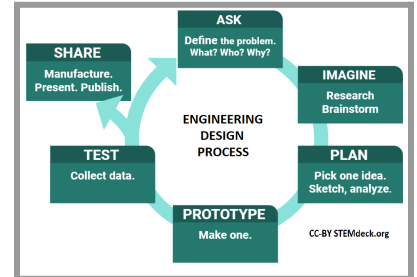 ASK
Define the problem.
What? Who? Why?
SHARE
Manufacture.
Present. Publish.
IMAGINE
Research
Brainstorm
ENGINEERING
DESIGN
PROCESS
TEST
Collect data.
PLAN
Pick one idea.
Sketch, analyze.
PROTOTYPE
Make one.
CC-BY STEMdeck.org